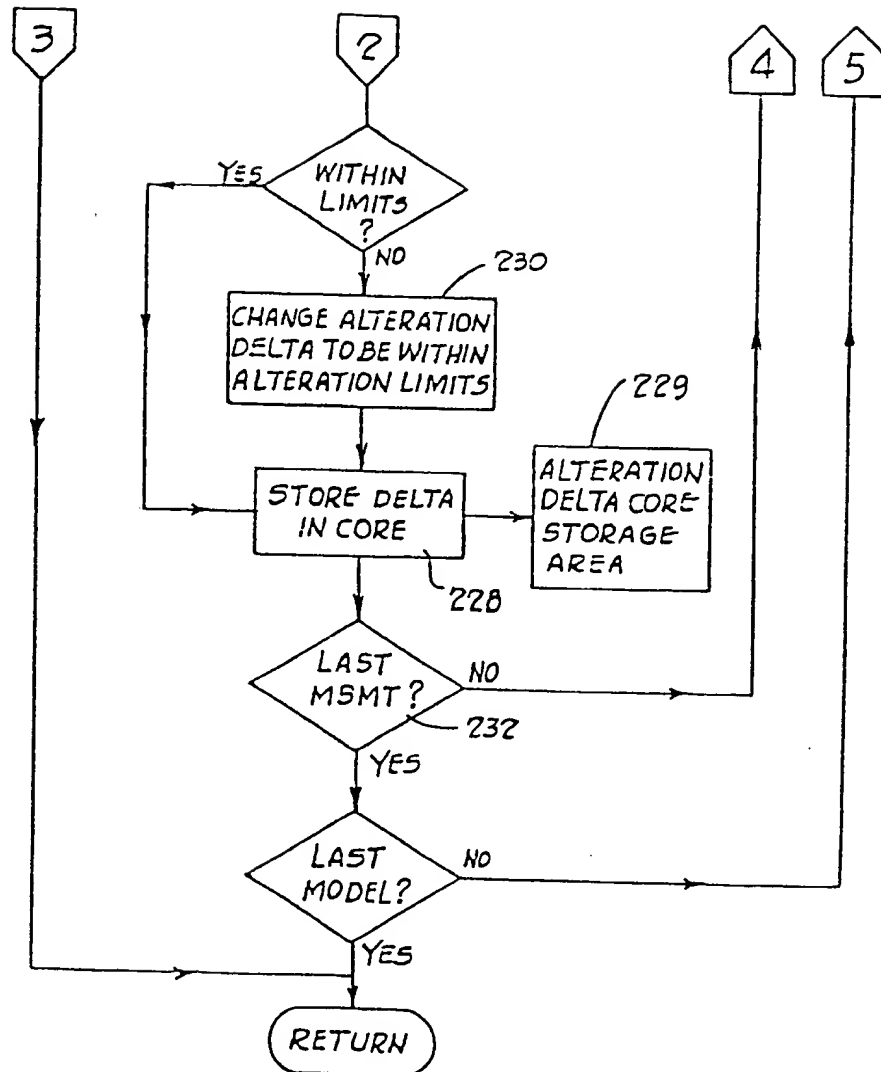 3
2
4
5
YES
WITHIN
LIMITS
?
NO
230
CHANGE ALTERATION
DELTA TO BE WITHIN
ALTERATION LIMITS
229
STORE DELTA
IN CORE
ALTERATION
DELTA CORE
STORAGE
AREA
228
LAST
MSMT?
NO
232
YES
LAST
MODEL?
NO
YES
RETURN